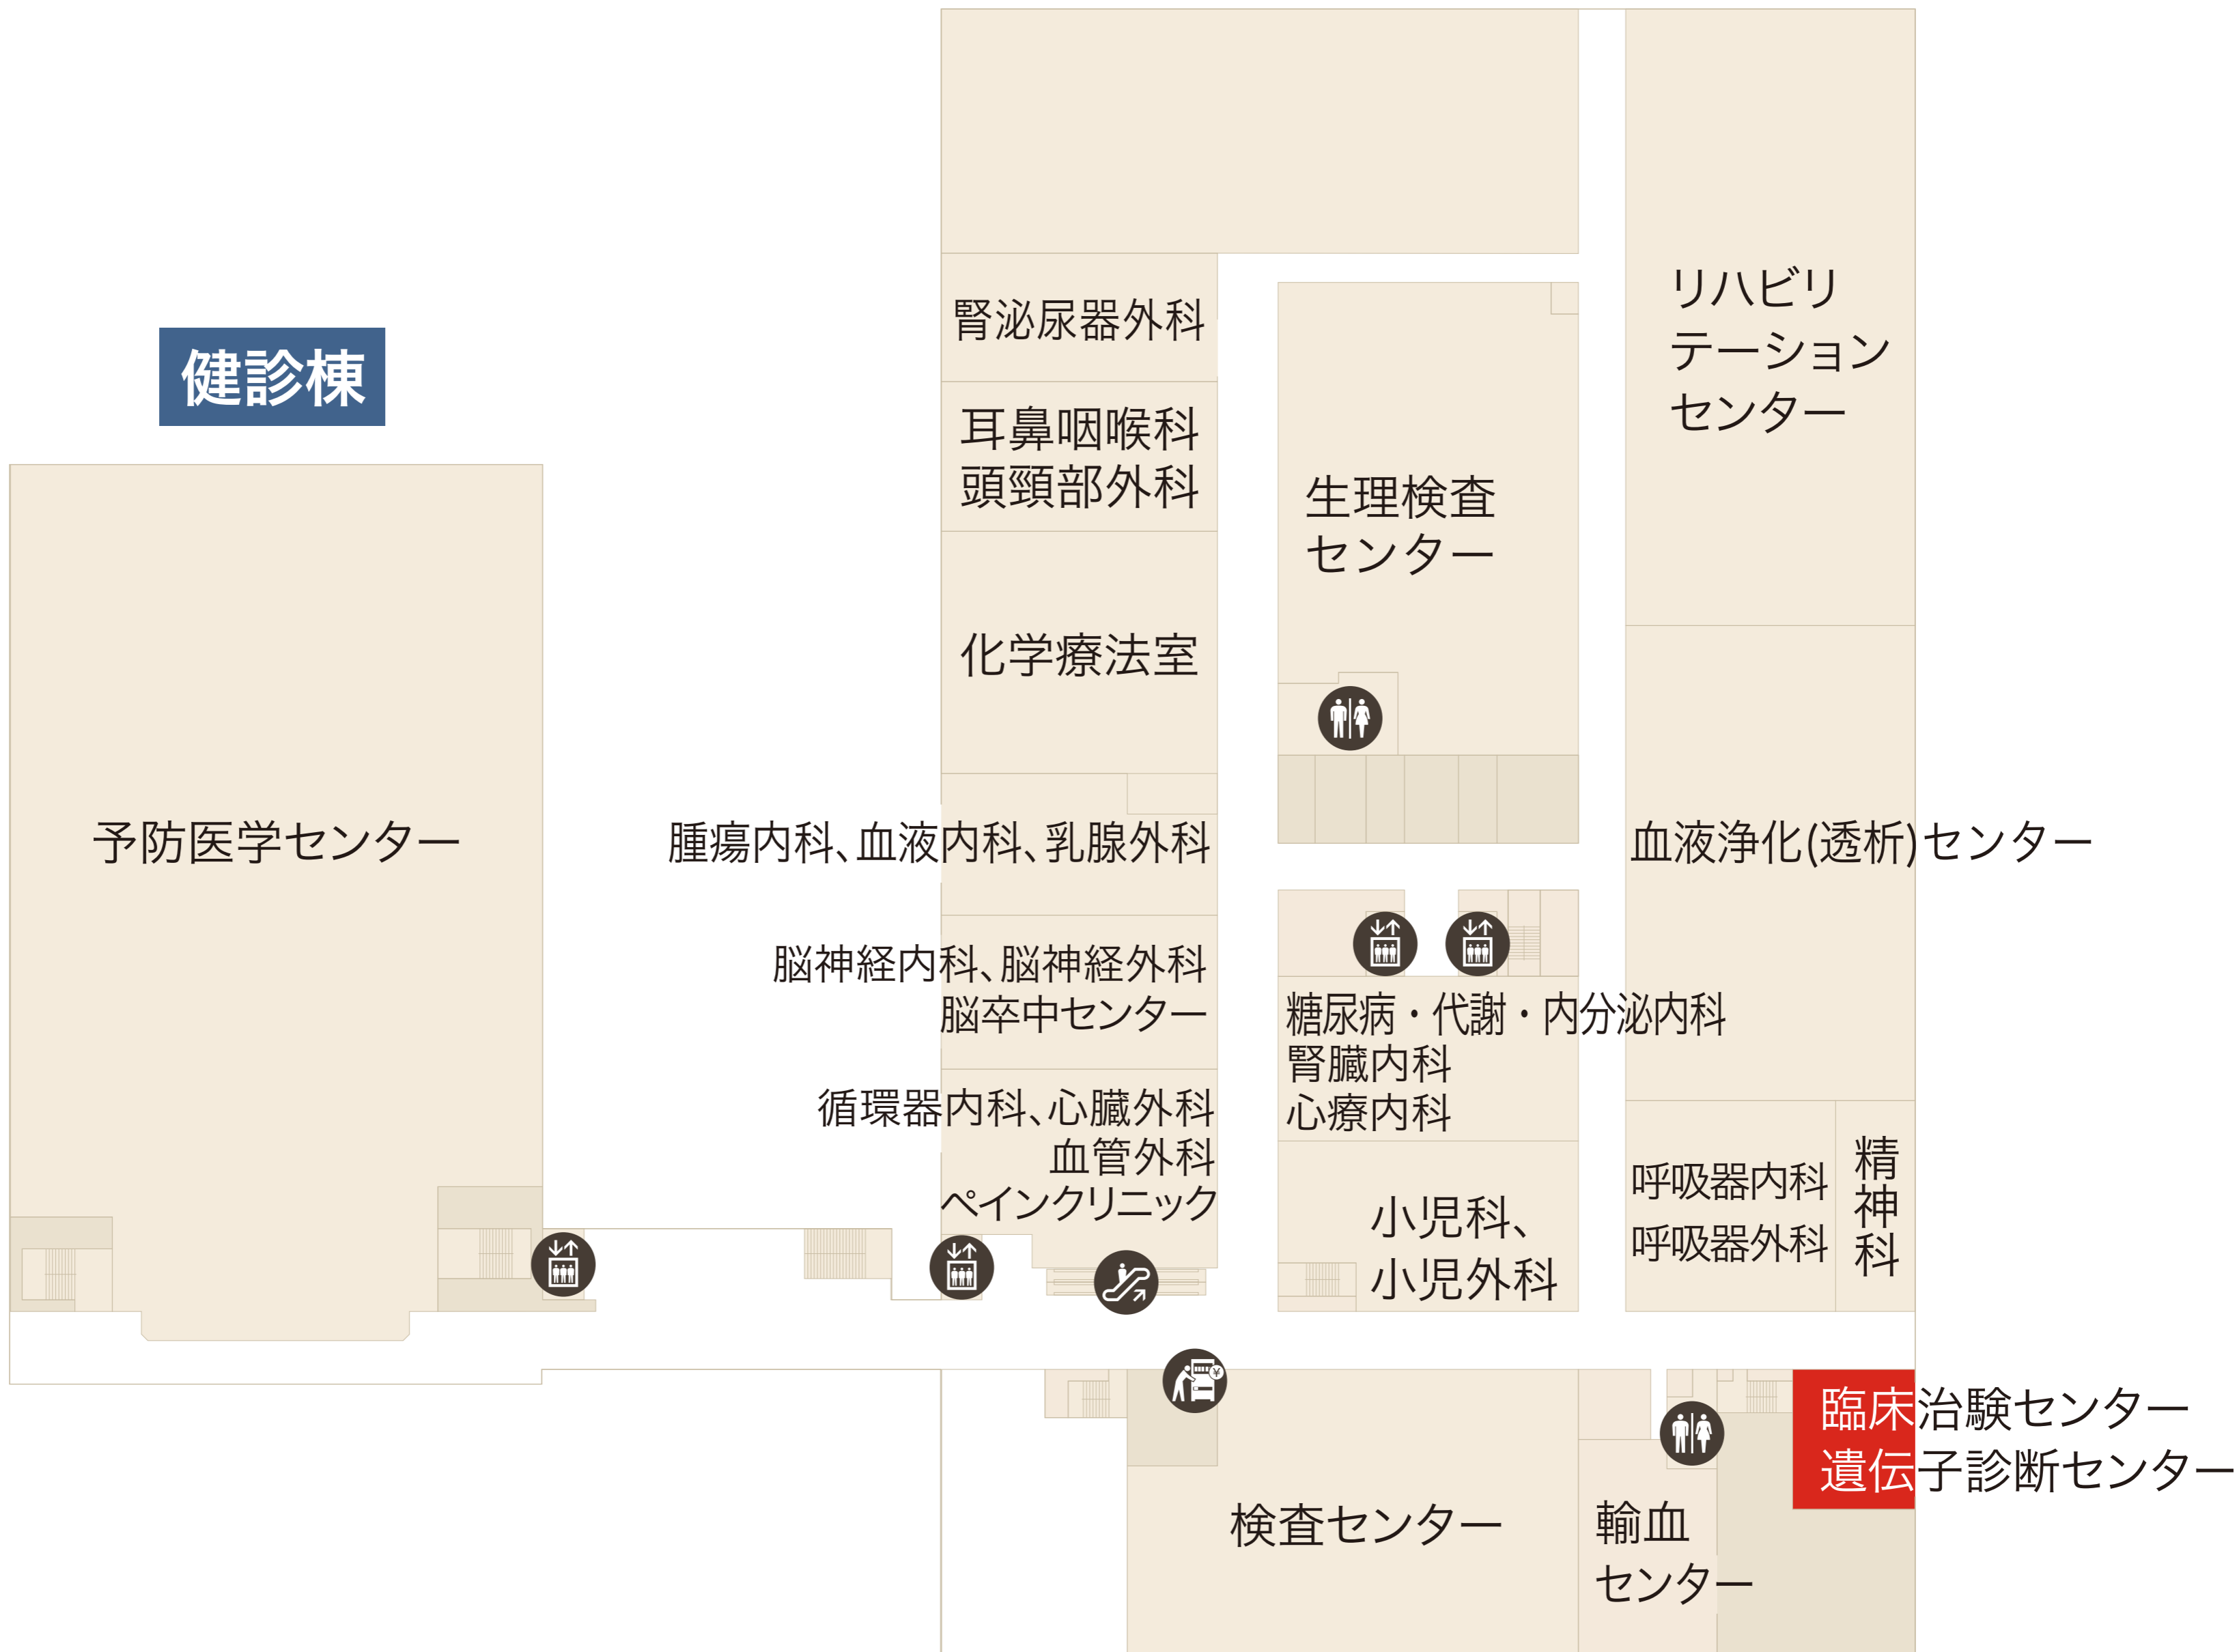 健診棟
予防医学センター
腎泌尿器外科
耳鼻咽喉科
頭頸部外科
化学療法室
腫瘍内科、血液内科、乳腺外科
脳神経内科、脳神経外科
脳卒中センター
循環器内科、心臓外科
血管外科
ペインクリニック
生理検査
センター
糖尿病・代謝・内分泌内科
腎臓内科
心療内科
小児科、
小児外科
リハビリ
テーション
センター
血液浄化(透析)センター
呼吸器内科
呼吸器外科
精神科
¥
検査センター
輸血
センター
臨床治験センター
遺伝子診断センター